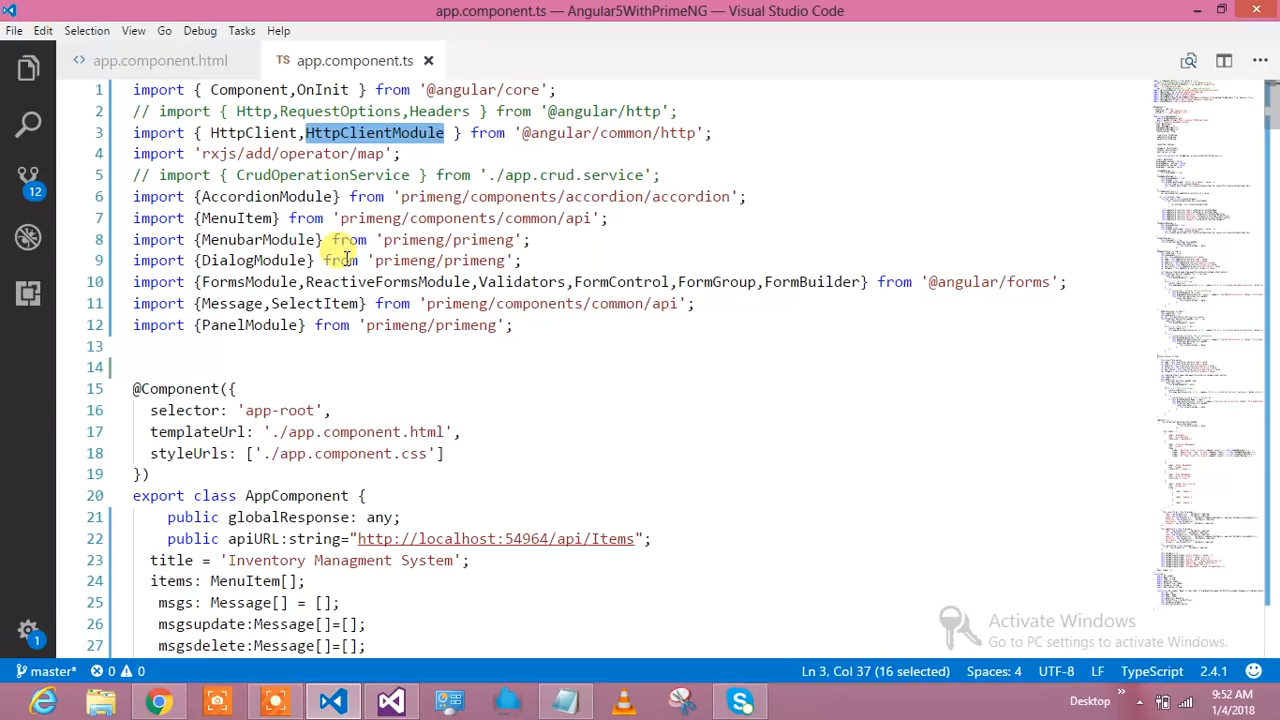 app.component.ts — Angular5WithPrimeNG — Visual Studio Code
File Edit Selection View Go Debug Tasks Help
<> app.component.html TS app.component.ts ×
1 import { Component,OnInit } from '@angular/core';
2 // import { Http,RequestOptions,Headers } from '@angular/http';
3 import { HttpClient,HttpClientModule } from '@angular/common/http';
4 import 'rxjs/add/operator/map';
5 // import { CrudOperationService } from './app.crud.service';
6 import {AccordionModule} from 'primeng/components/accordion/accordion';
7 import {MenuItem} from 'primeng/components/common/api';
8 import {MenubarModule} from 'primeng/primeng';
9 import {DialogModule} from 'primeng/primeng';
10 import {FormsModule,ReactiveFormsModule,Validators,FormControl,FormGroup,FormBuilder} from '@angular/forms';
11 import {Message,SelectItem} from 'primeng/components/common/api';
12 import {PanelModule} from 'primeng/primeng';
13
14
15 @Component({
16 selector: 'app-root',
17 templateUrl: './app.component.html',
18 styleUrls: ['./app.component.css']
19 })
20 export class AppComponent {
21 public globalResponse: any;
22 public apiURL:string="http://localhost:64964/api/Items";
23 title = 'Inventory Mangment System';
24 items: MenuItem[];
25 msgs: Message[] = [];
26 msgsupdate:Message[]=[];
27 msgsdelete:Message[]=[];
12
1
Activate Windows
Go to PC settings to activate Windows.
master* 0 0 Ln 3, Col 37 (16 selected) Spaces: 4 UTF-8 LF TypeScript 2.4.1
Desktop » 9:52 AM
1/4/2018